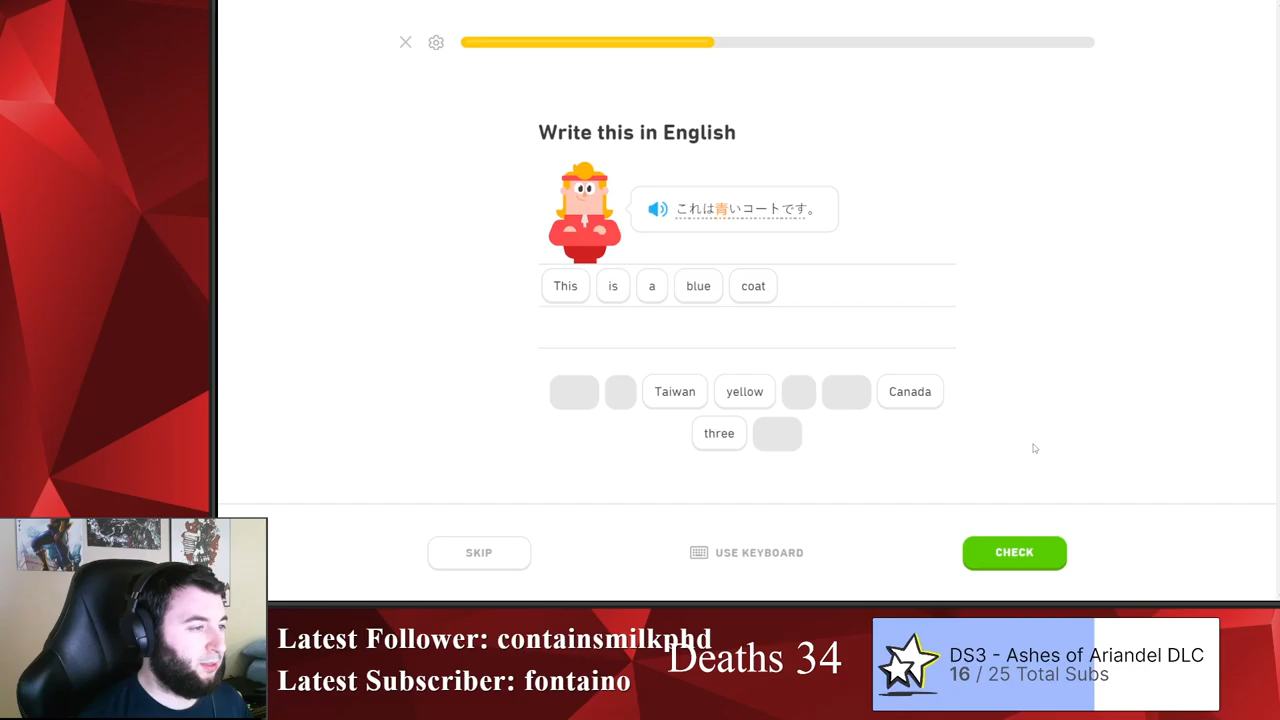 Write this in English
これは青いコートです。
This is a blue coat
Taiwan yellow Canada
three
SKIP USE KEYBOARD CHECK
Latest Follower: containsmilkphd
Latest Subscriber: fontaino
Deaths 34
DS3 - Ashes of Ariandel DLC
16 / 25 Total Subs